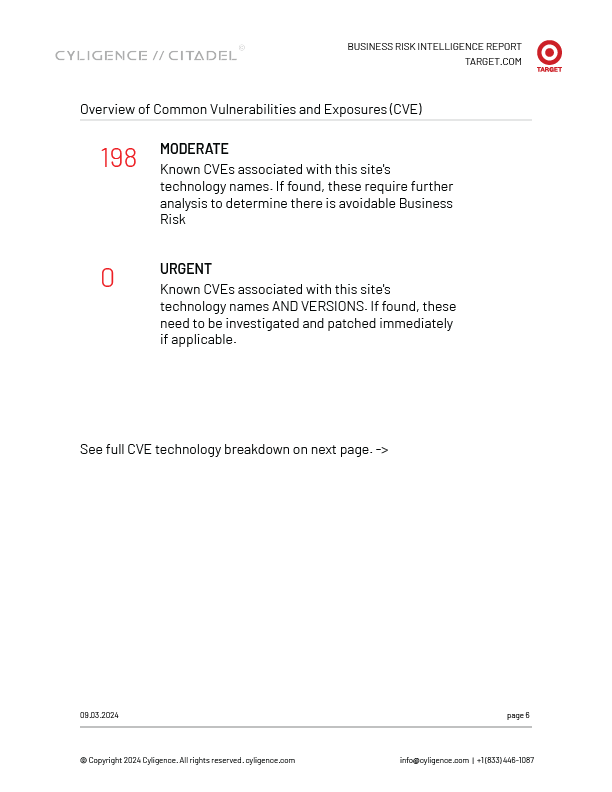 CYLIGENCE // CITADEL©
BUSINESS RISK INTELLIGENCE REPORT
TARGET.COM
TARGET
Overview of Common Vulnerabilities and Exposures (CVE)
198
MODERATE
Known CVEs associated with this site's
technology names. If found, these require further
analysis to determine there is avoidable Business
Risk
0
URGENT
Known CVEs associated with this site's
technology names AND VERSIONS. If found, these
need to be investigated and patched immediately
if applicable.
See full CVE technology breakdown on next page. ->
09.03.2024
page 6
© Copyright 2024 Cyligence. All rights reserved. cyligence.com
info@cyligence.com | +1 (833) 446-1087